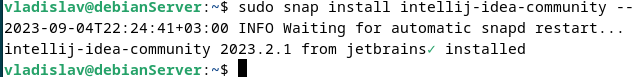 vladislav@debianServer:~$ sudo snap install intellij-idea-community --
2023-09-04T22:24:41+03:00 INFO Waiting for automatic snapd restart...
intellij-idea-community 2023.2.1 from jetbrains✓ installed
vladislav@debianServer:~$